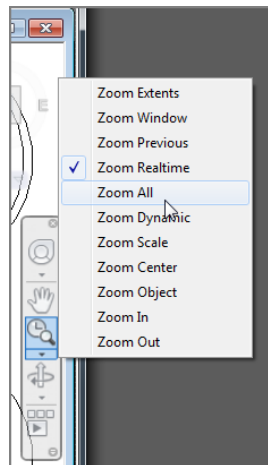 E
Zoom Extents
Zoom Window
Zoom Previous
Zoom Realtime
Zoom All
Zoom Dynamic
Zoom Scale
Zoom Center
Zoom Object
Zoom In
Zoom Out